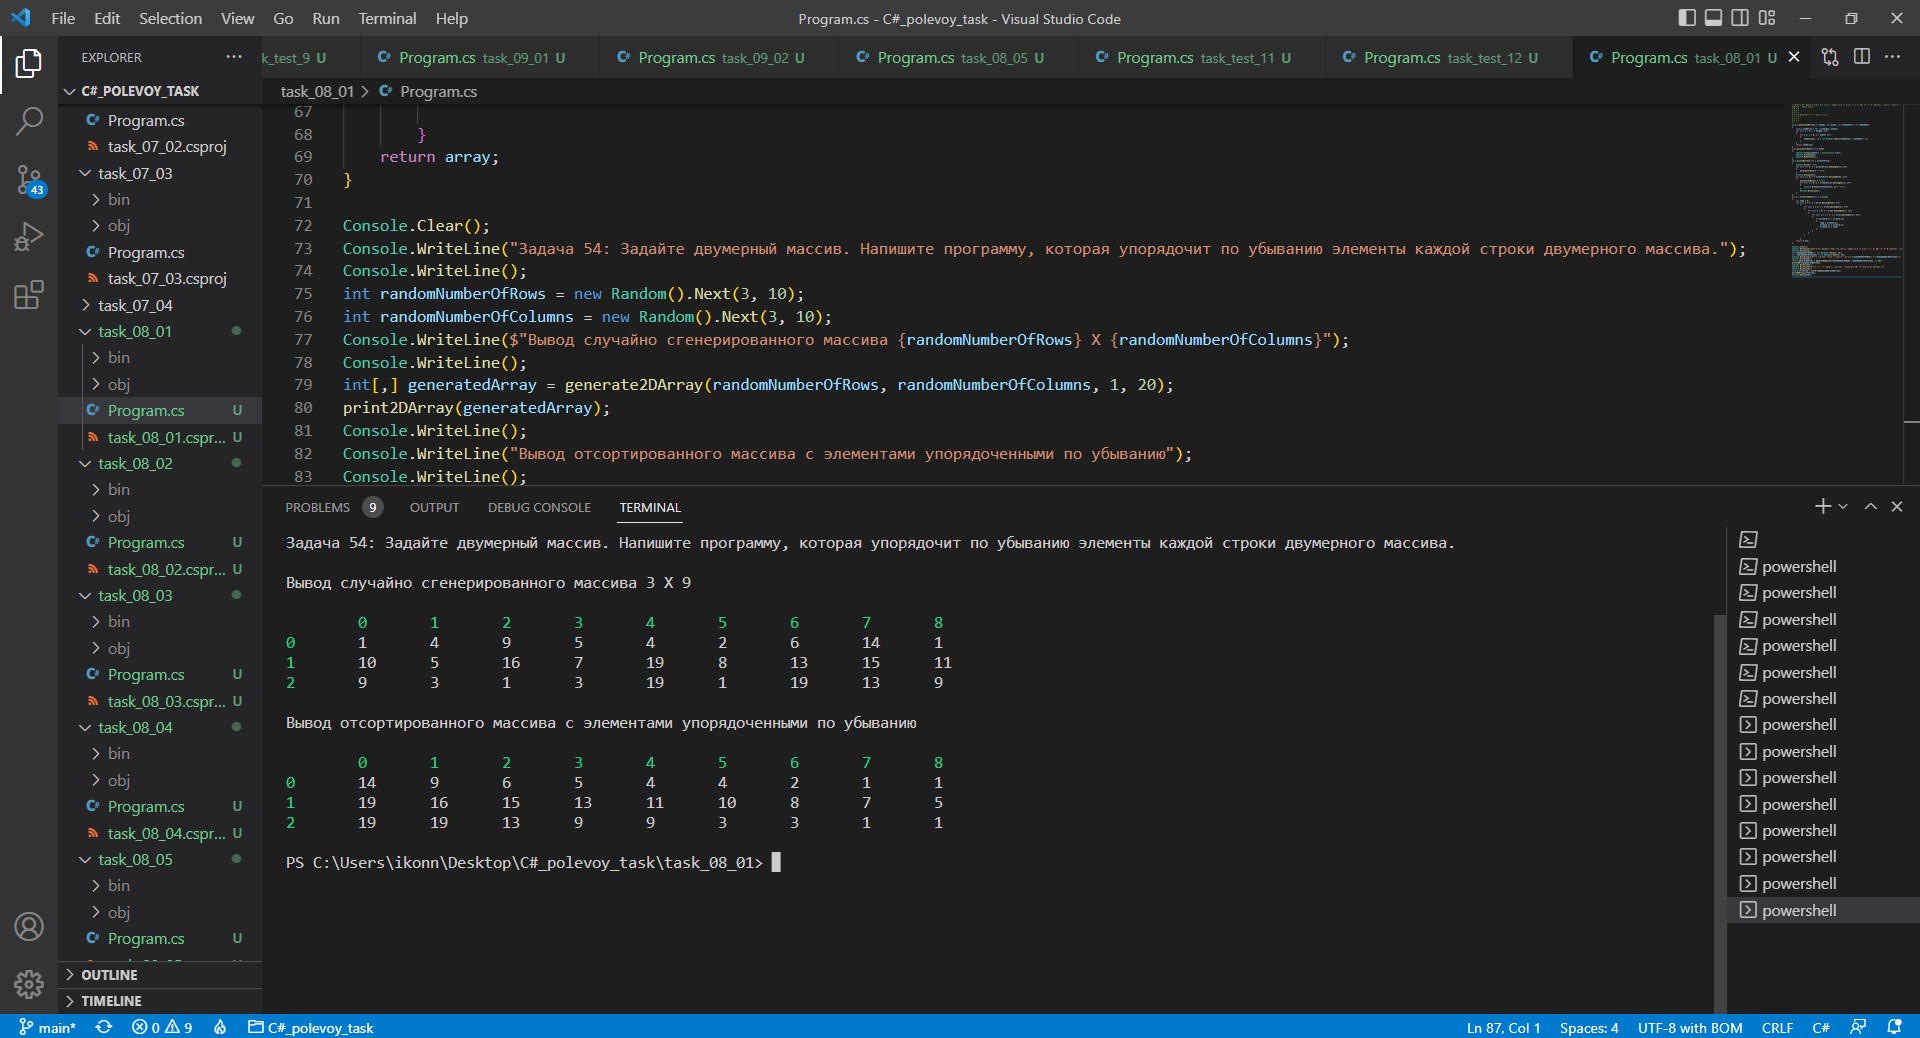 File Edit Selection View Go Run Terminal Help
Program.cs - C#_polevoy_task - Visual Studio Code
EXPLORER
k_test_9 U
Program.cs task_09_01 U
Program.cs task_09_02 U
Program.cs task_08_05 U
Program.cs task_test_11 U
Program.cs task_test_12 U
Program.cs task_08_01 U
C#_POLEVOY_TASK
Program.cs
task_07_02.csproj
task_07_03
bin
obj
Program.cs
task_07_03.csproj
task_07_04
task_08_01
bin
obj
Program.cs U
task_08_01.cspr... U
task_08_02
bin
obj
Program.cs U
task_08_02.cspr... U
task_08_03
bin
obj
Program.cs U
task_08_03.cspr... U
task_08_04
bin
obj
Program.cs U
task_08_04.cspr... U
task_08_05
bin
obj
Program.cs U
OUTLINE
TIMELINE
43
task_08_01 > Program.cs
67
68 }
69 return array;
70 }
71
72 Console.Clear();
73 Console.WriteLine("Задача 54: Задайте двумерный массив. Напишите программу, которая упорядочит по убыванию элементы каждой строки двумерного массива.");
74 Console.WriteLine();
75 int randomNumberOfRows = new Random().Next(3, 10);
76 int randomNumberOfColumns = new Random().Next(3, 10);
77 Console.WriteLine($"Вывод случайно сгенерированного массива {randomNumberOfRows} X {randomNumberOfColumns}");
78 Console.WriteLine();
79 int[,] generatedArray = generate2DArray(randomNumberOfRows, randomNumberOfColumns, 1, 20);
80 print2DArray(generatedArray);
81 Console.WriteLine();
82 Console.WriteLine("Вывод отсортированного массива с элементами упорядоченными по убыванию");
83 Console.WriteLine();
PROBLEMS 9 OUTPUT DEBUG CONSOLE TERMINAL
Задача 54: Задайте двумерный массив. Напишите программу, которая упорядочит по убыванию элементы каждой строки двумерного массива.
Вывод случайно сгенерированного массива 3 X 9
0 1 2 3 4 5 6 7 8
0 1 4 9 5 4 2 6 14 1
1 10 5 16 7 19 8 13 15 11
2 9 3 1 3 19 1 19 13 9
Вывод отсортированного массива с элементами упорядоченными по убыванию
0 1 2 3 4 5 6 7 8
0 14 9 6 5 4 4 2 1 1
1 19 16 15 13 11 10 8 7 5
2 19 19 13 9 9 3 3 1 1
PS C:\Users\ikonn\Desktop\C#_polevoy_task\task_08_01>
powershell
powershell
powershell
powershell
powershell
powershell
powershell
powershell
powershell
powershell
powershell
powershell
powershell
powershell
main* 0 9 C#_polevoy_task
Ln 87, Col 1 Spaces: 4 UTF-8 with BOM CRLF C#